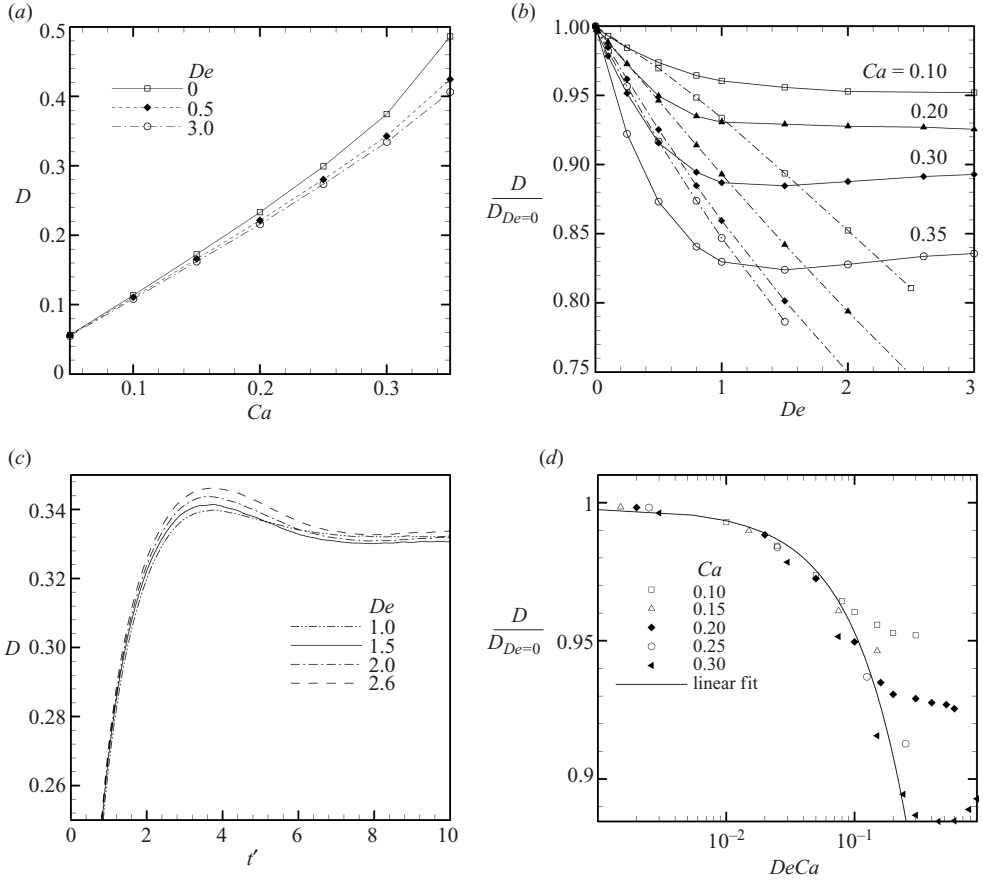 (a)
0.5
0.4
0.3
D
0.2
0.1
0
0.1
0.2
0.3
Ca
De
0
0.5
3.0
(b)
1.00
0.95
0.90
D
D_{De=0}
0.85
0.80
0.75
0
1.0
2
3
De
Ca = 0.10
0.20
0.30
0.35
(c)
0.34
0.32
0.30
D
0.28
0.26
0
2
4
6
8
10
t′
De
1.0
1.5
2.0
2.6
(d)
1
D
D_{De=0}
0.95
0.9
10^{−2}
10^{−1}
DeCa
Ca
0.10
0.15
0.20
0.25
0.30
linear fit